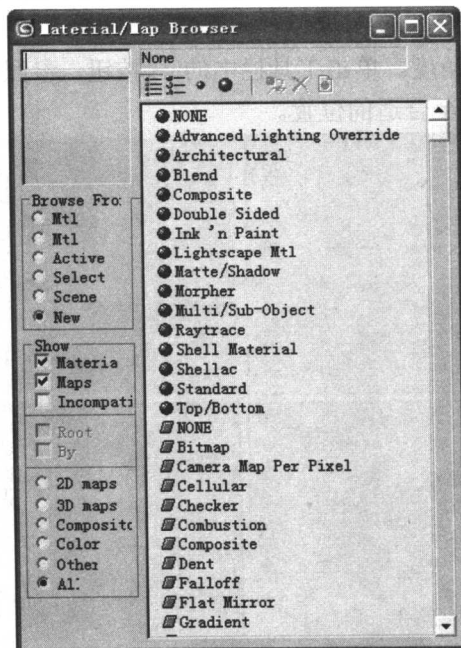 Material/Map Browser
None
NONE
Advanced Lighting Override
Architectural
Blend
Composite
Double Sided
Ink 'n Paint
Lightscape Mtl
Matte/Shadow
Morpher
Multi/Sub-Object
Raytrace
Shell Material
Shellac
Standard
Top/Bottom
NONE
Bitmap
Camera Map Per Pixel
Cellular
Checker
Combustion
Composite
Dent
Falloff
Flat Mirror
Gradient
Browse Fro:
Mtl
Mtl
Active
Select
Scene
New
Show
Materia
Maps
Incompati
Root
By
2D maps
3D maps
Composito
Color
Other
Al: